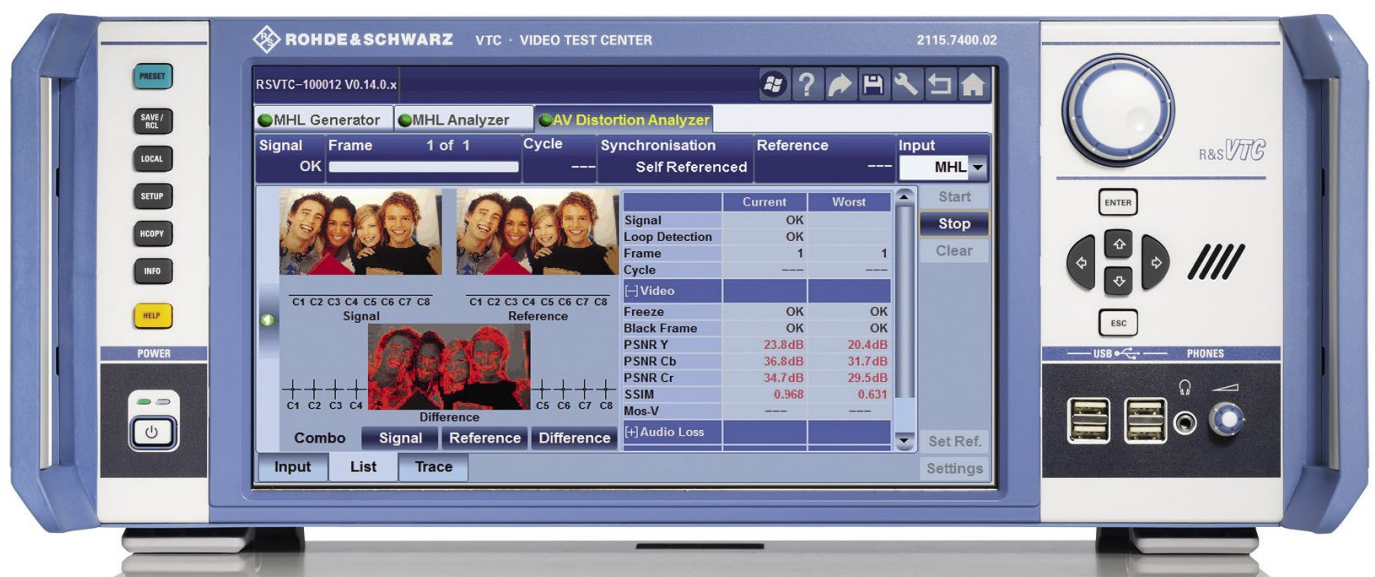 ROHDE&SCHWARZ VTC · VIDEO TEST CENTER 2115.7400.02
PRESET
SAVE /
RCL
LOCAL
SETUP
HCOPY
INFO
HELP
POWER
RSVTC-100012 V0.14.0.x
?
MHL Generator MHL Analyzer AV Distortion Analyzer
Signal Frame 1 of 1 Cycle Synchronisation Reference Input
OK --- Self Referenced --- MHL
Current Worst
Signal OK
Loop Detection OK
Frame 1 1
Cycle ---
[-] Video
Freeze OK OK
Black Frame OK OK
PSNR Y 23.8dB 20.4dB
PSNR Cb 36.8dB 31.7dB
PSNR Cr 34.7dB 29.5dB
SSIM 0.968 0.631
Mos-V --- ---
[+] Audio Loss
C1 C2 C3 C4 C5 C6 C7 C8
Signal
C1 C2 C3 C4 C5 C6 C7 C8
Reference
C1 C2 C3 C4 C5 C6 C7 C8
Difference
Combo Signal Reference Difference
Input List Trace
Start
Stop
Clear
Set Ref.
Settings
R&S VTC
ENTER
ESC
USB PHONES